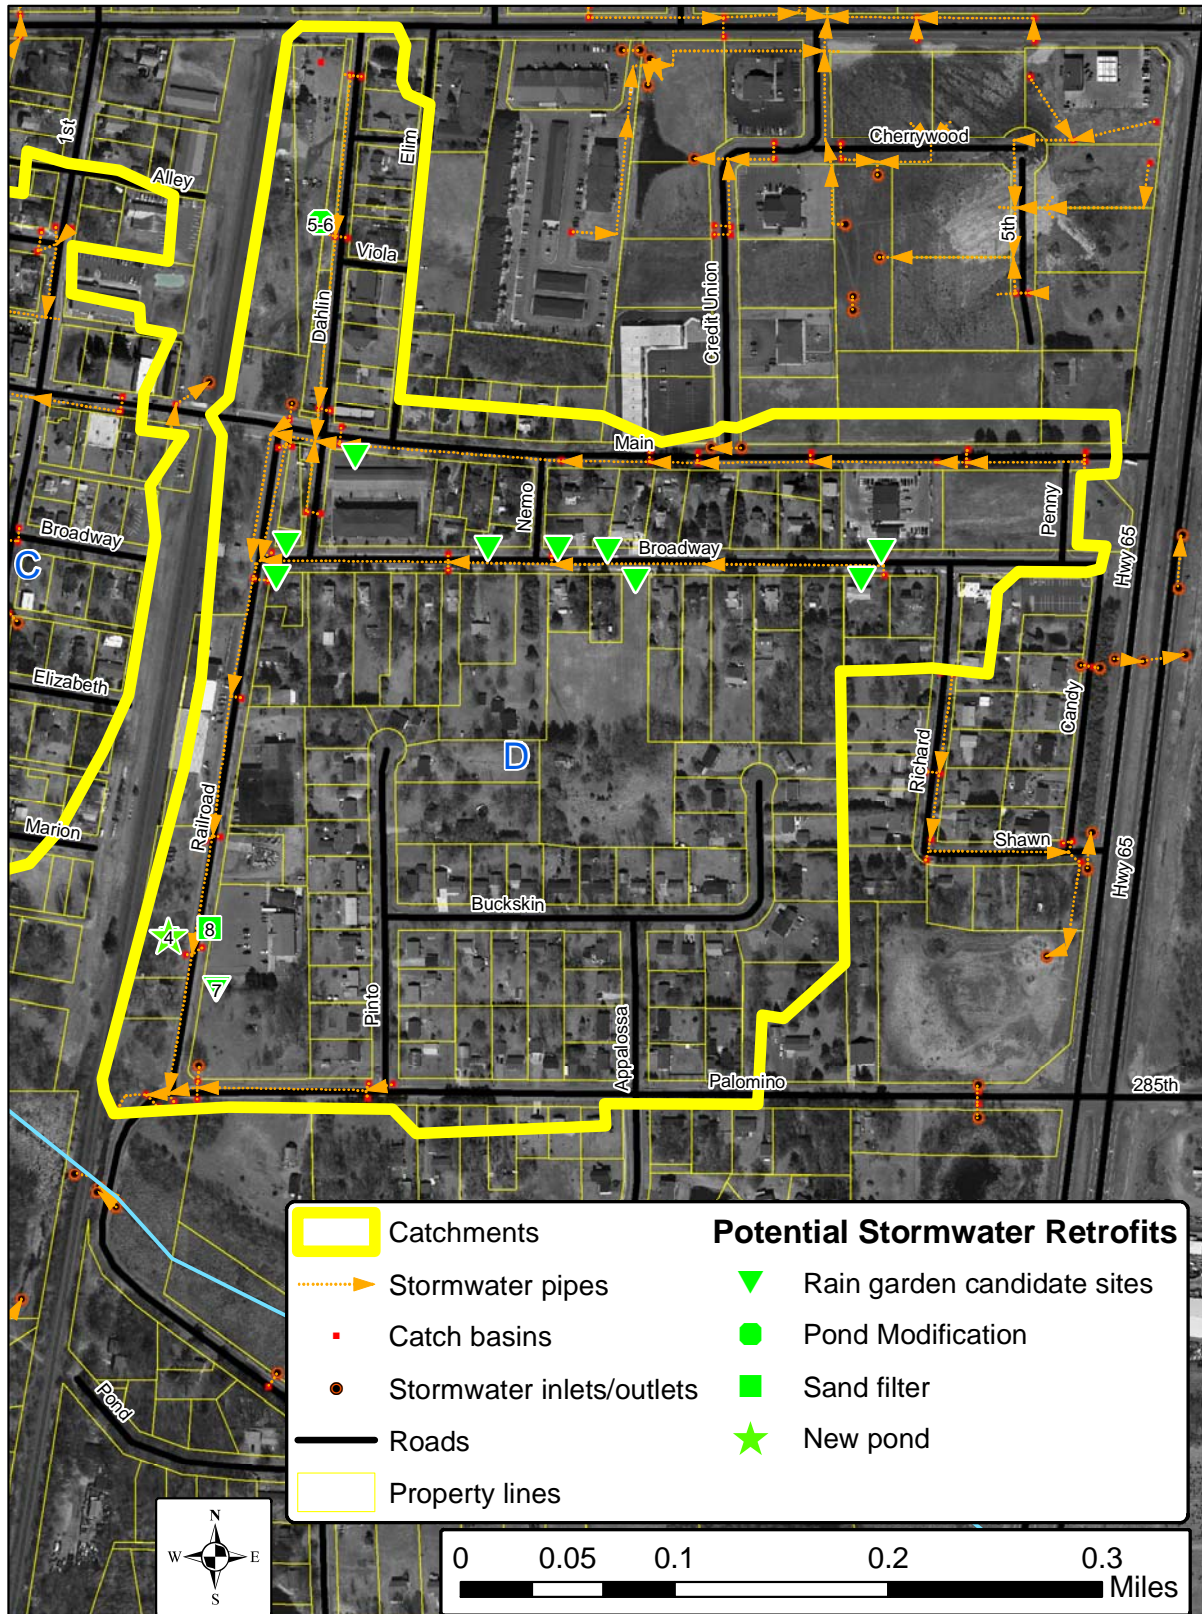 1st
Alley
Elim
Cherrywood
5-6
Viola
5th
Dahlin
Credit Union
Main
Nemo
Penny
Broadway
Broadway
Hwy 65
C
Elizabeth
Candy
Richard
D
Railroad
Marion
Shawn
Hwy 65
Buckskin
4
8
7
Pinto
Appalossa
Palomino
285th
Pond
Catchments
Stormwater pipes
Catch basins
Stormwater inlets/outlets
Roads
Property lines
Potential Stormwater Retrofits
Rain garden candidate sites
Pond Modification
Sand filter
New pond
N
W E
S
0 0.05 0.1 0.2 0.3
Miles